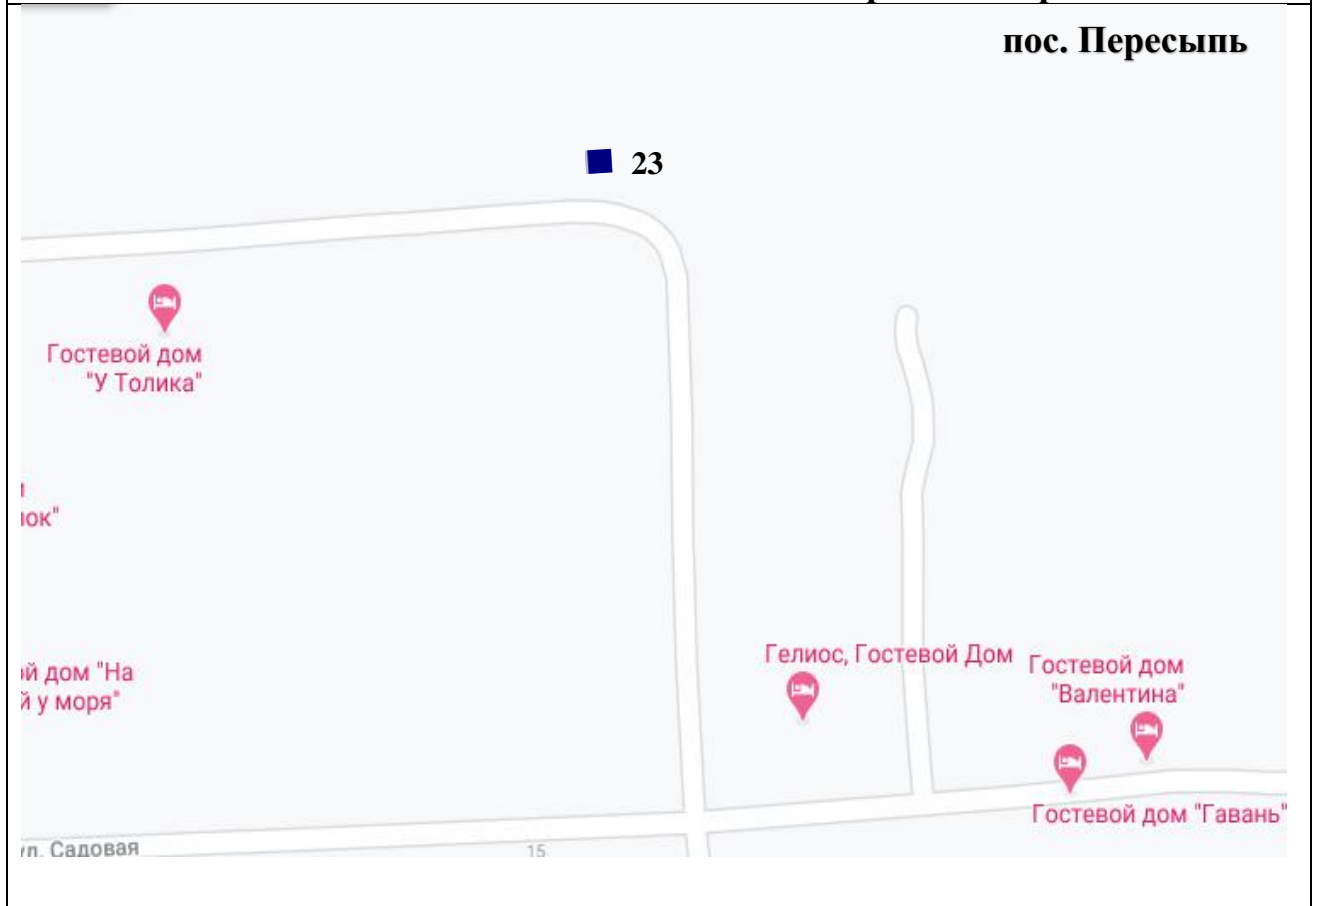 пос. Пересыпь
23
Гостевой дом
"У Толика"
ок"
ой дом "На
й у моря"
Гелиос, Гостевой Дом
Гостевой дом
"Валентина"
Гостевой дом "Гавань"
ул. Садовая
15